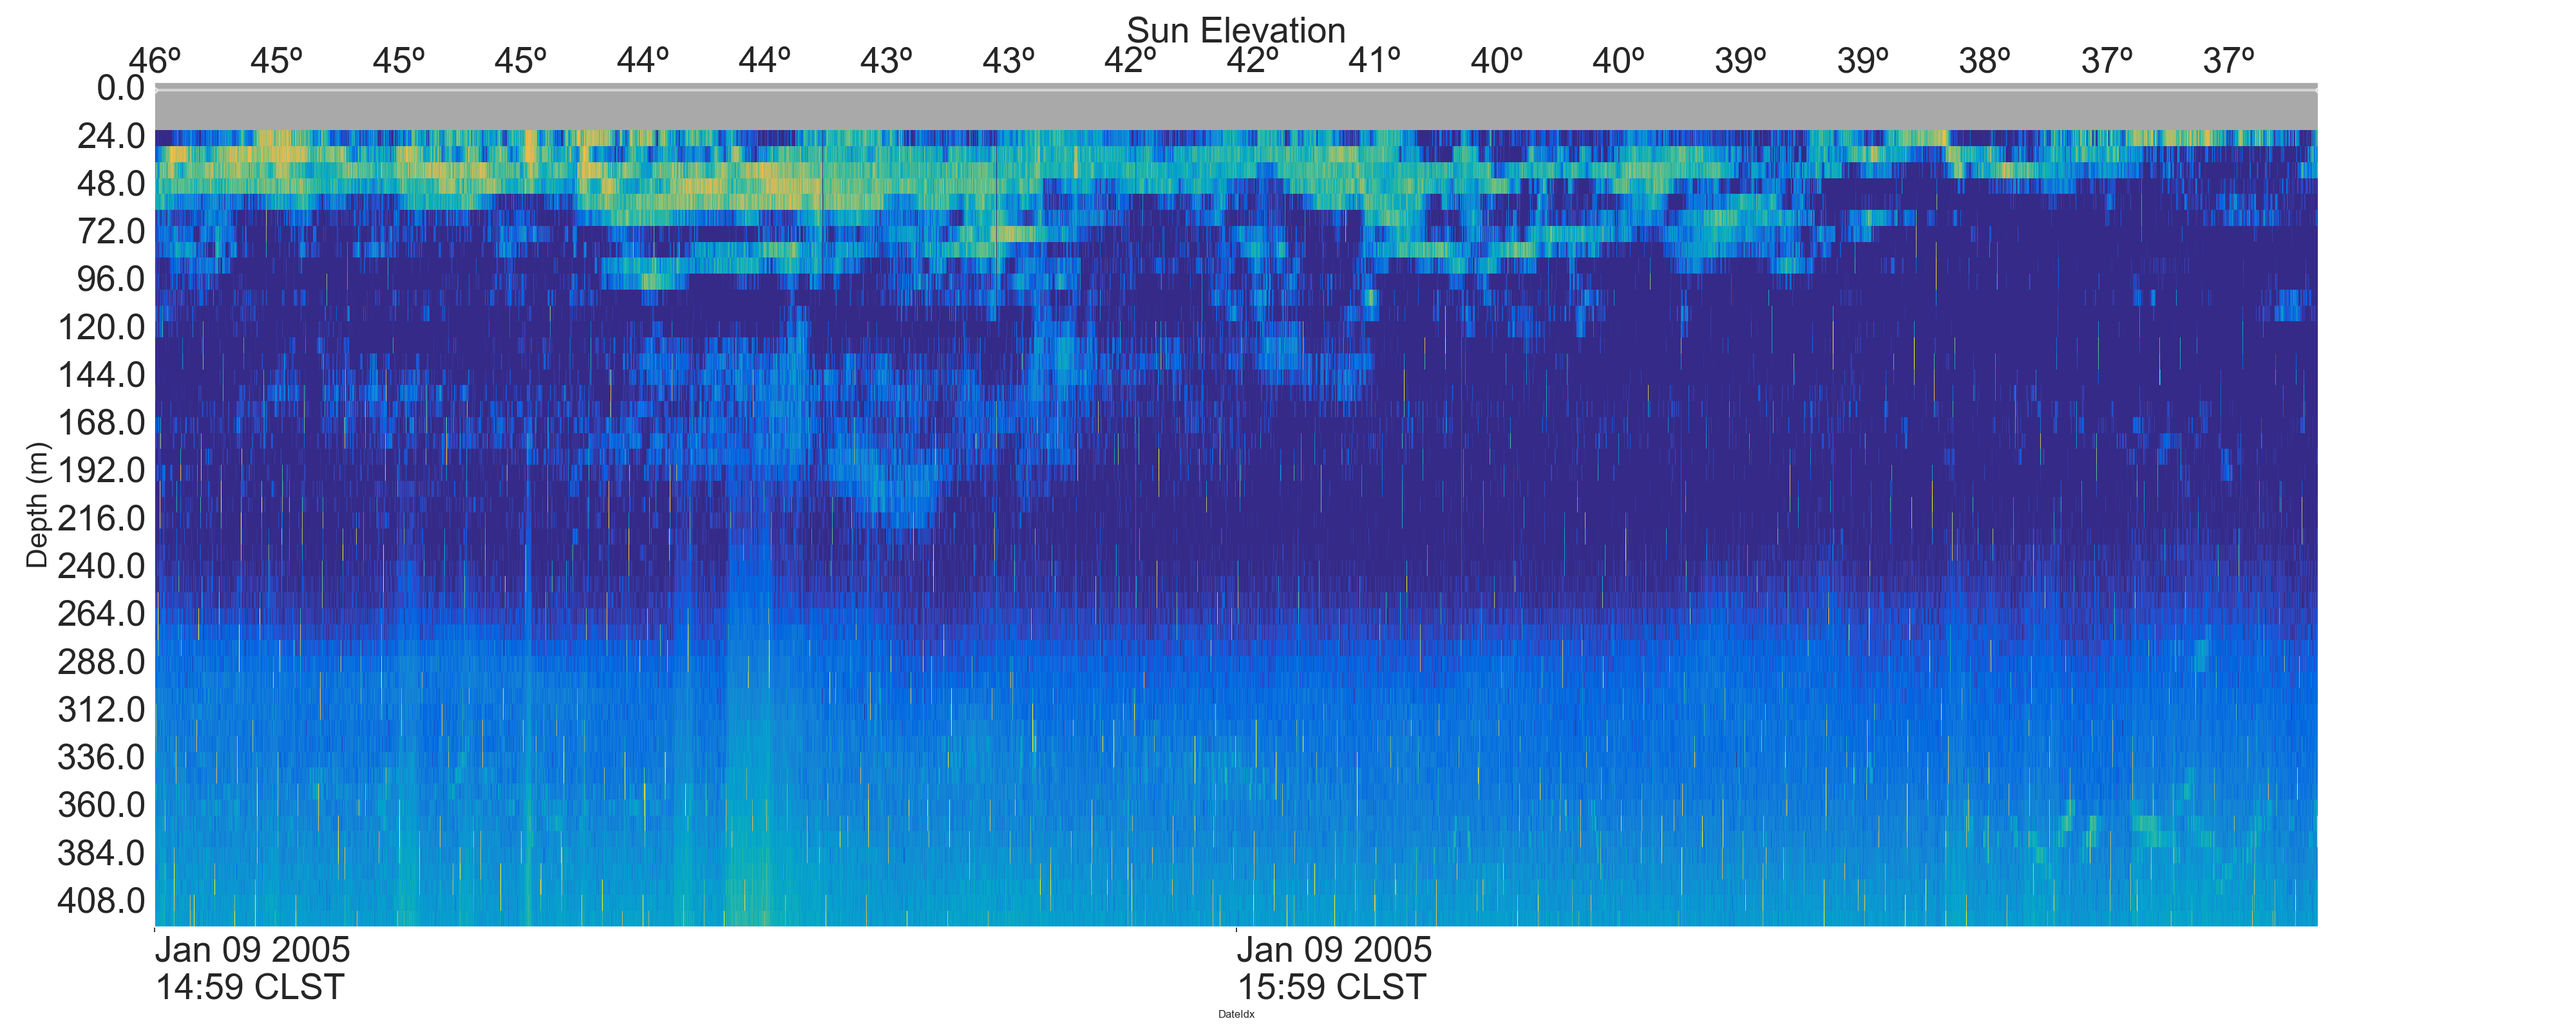 Sun Elevation
46º 45º 45º 45º 44º 44º 43º 43º 42º 42º 41º 40º 40º 39º 39º 38º 37º 37º
0.0
24.0
48.0
72.0
96.0
120.0
144.0
168.0
192.0
216.0
240.0
264.0
288.0
312.0
336.0
360.0
384.0
408.0
Depth (m)
Jan 09 2005
14:59 CLST
Jan 09 2005
15:59 CLST
DateIdx